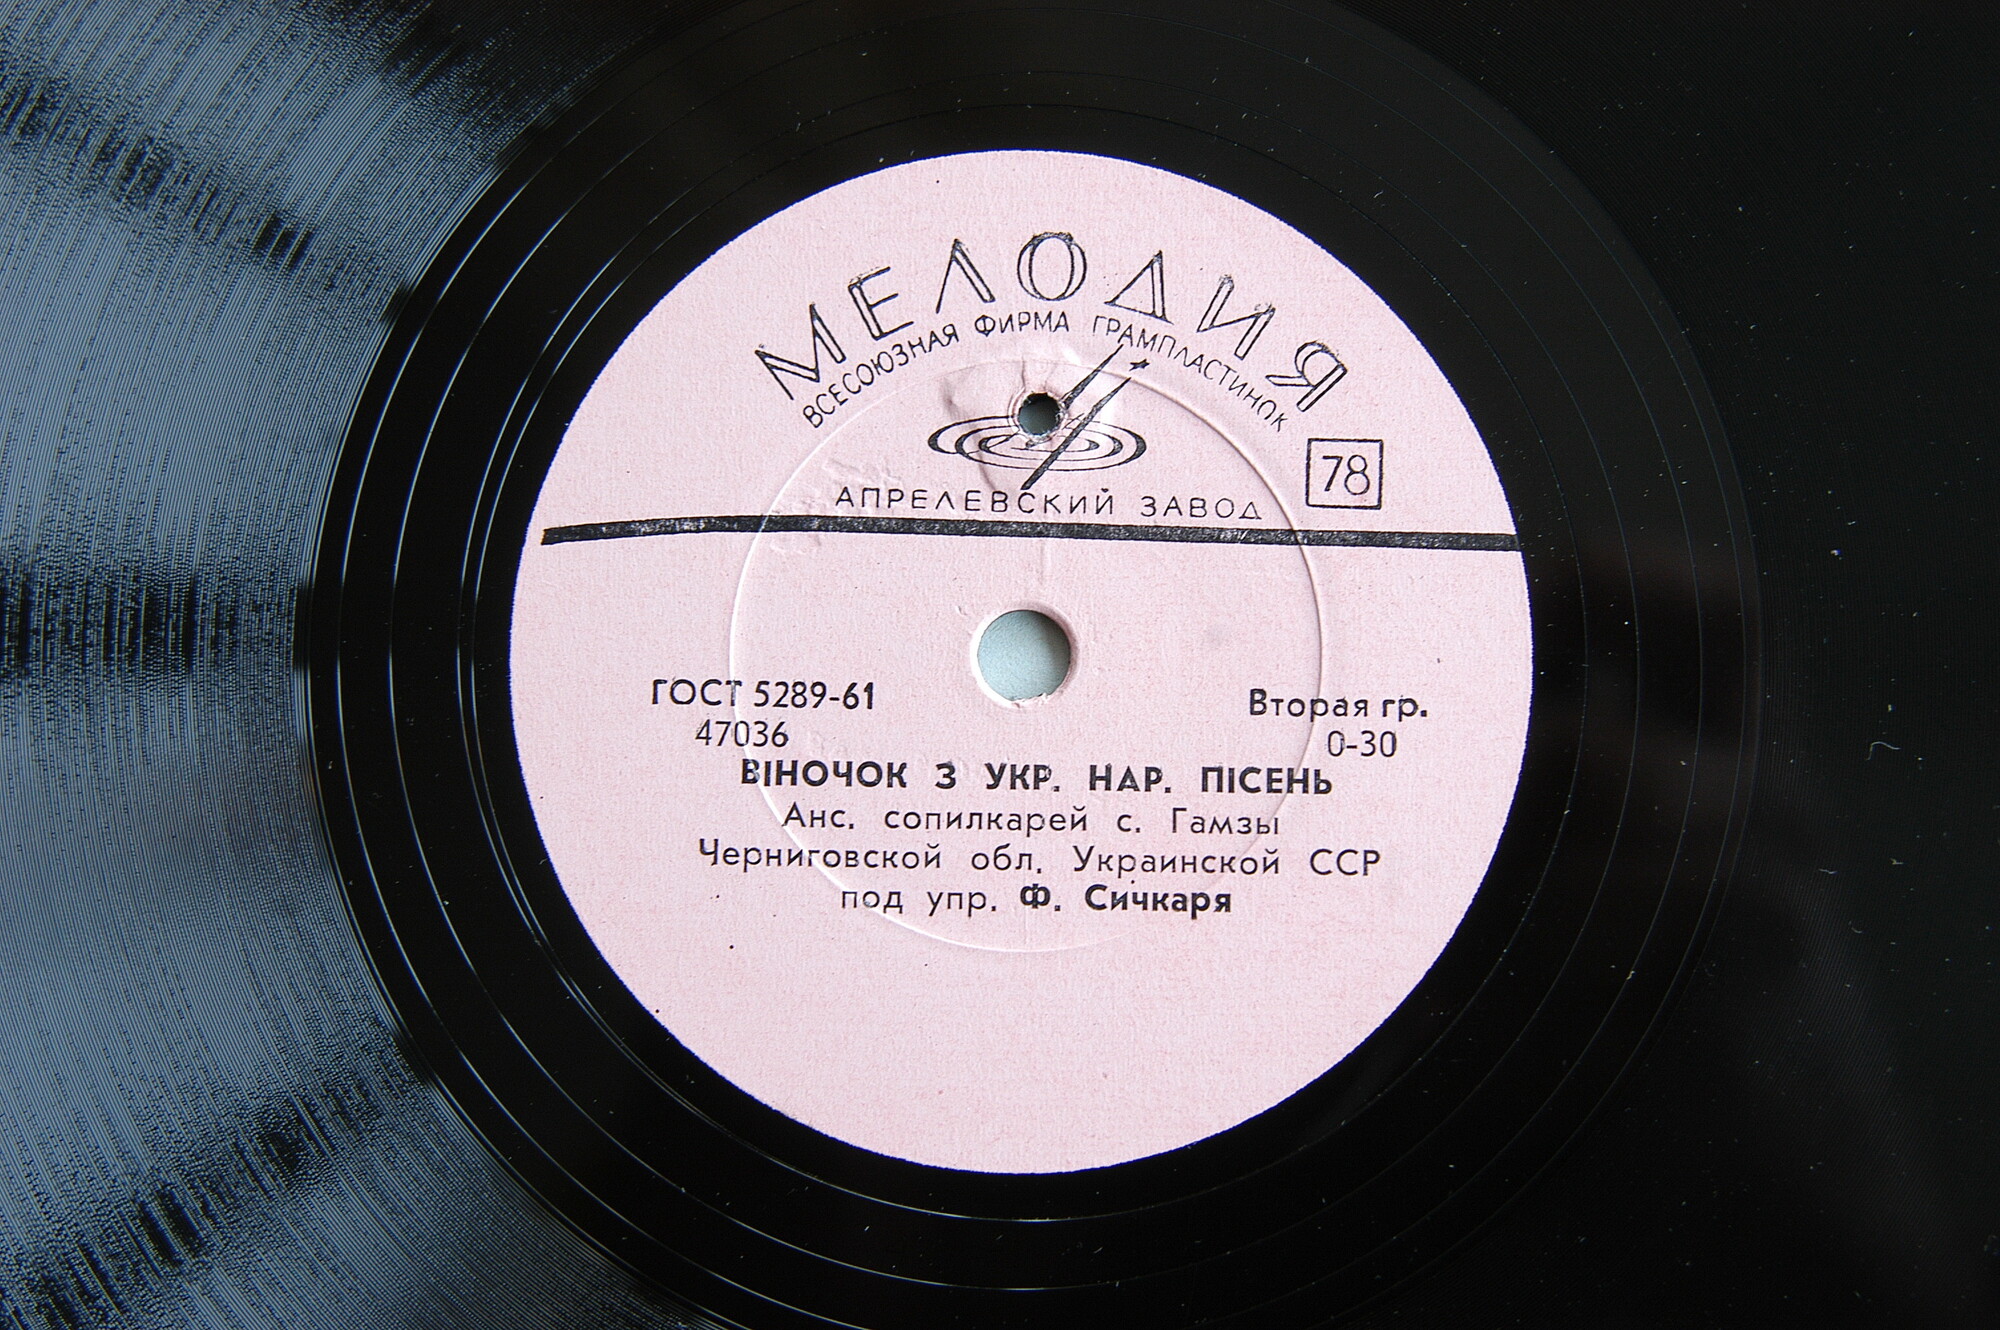 МЕЛОДИЯ
ВСЕСОЮЗНАЯ ФИРМА ГРАМПЛАСТИНОК
78
АПРЕЛЕВСКИЙ ЗАВОД
ГОСТ 5289-61 Вторая гр.
47036 0-30
ВІНОЧОК З УКР. НАР. ПІСЕНЬ
Анс. сопилкарей с. Гамзы
Черниговской обл. Украинской ССР
под упр. Ф. Сичкаря